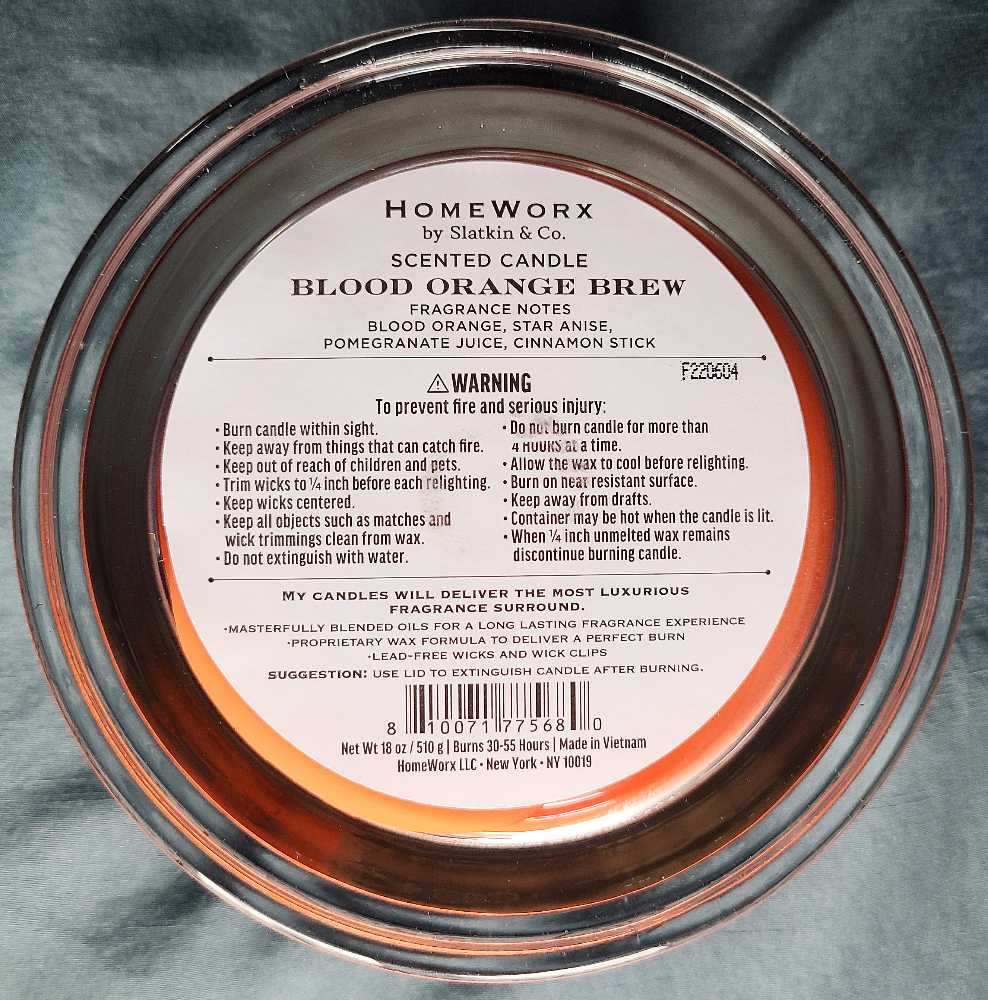 HOMEWORX
by Slatkin & Co.
SCENTED CANDLE
BLOOD ORANGE BREW
FRAGRANCE NOTES
BLOOD ORANGE, STAR ANISE,
POMEGRANATE JUICE, CINNAMON STICK
F220604
⚠WARNING
To prevent fire and serious injury:
• Burn candle within sight.
• Keep away from things that can catch fire.
• Keep out of reach of children and pets.
• Trim wicks to ¼ inch before each relighting.
• Keep wicks centered.
• Keep all objects such as matches and
wick trimmings clean from wax.
• Do not extinguish with water.
• Do not burn candle for more than
4 HOURS at a time.
• Allow the wax to cool before relighting.
• Burn on heat resistant surface.
• Keep away from drafts.
• Container may be hot when the candle is lit.
• When ¼ inch unmelted wax remains
discontinue burning candle.
MY CANDLES WILL DELIVER THE MOST LUXURIOUS
FRAGRANCE SURROUND.
•MASTERFULLY BLENDED OILS FOR A LONG LASTING FRAGRANCE EXPERIENCE
•PROPRIETARY WAX FORMULA TO DELIVER A PERFECT BURN
•LEAD-FREE WICKS AND WICK CLIPS
SUGGESTION: USE LID TO EXTINGUISH CANDLE AFTER BURNING.
8 10071 77568 0
Net Wt 18 oz / 510 g | Burns 30-55 Hours | Made in Vietnam
HomeWorx LLC • New York • NY 10019